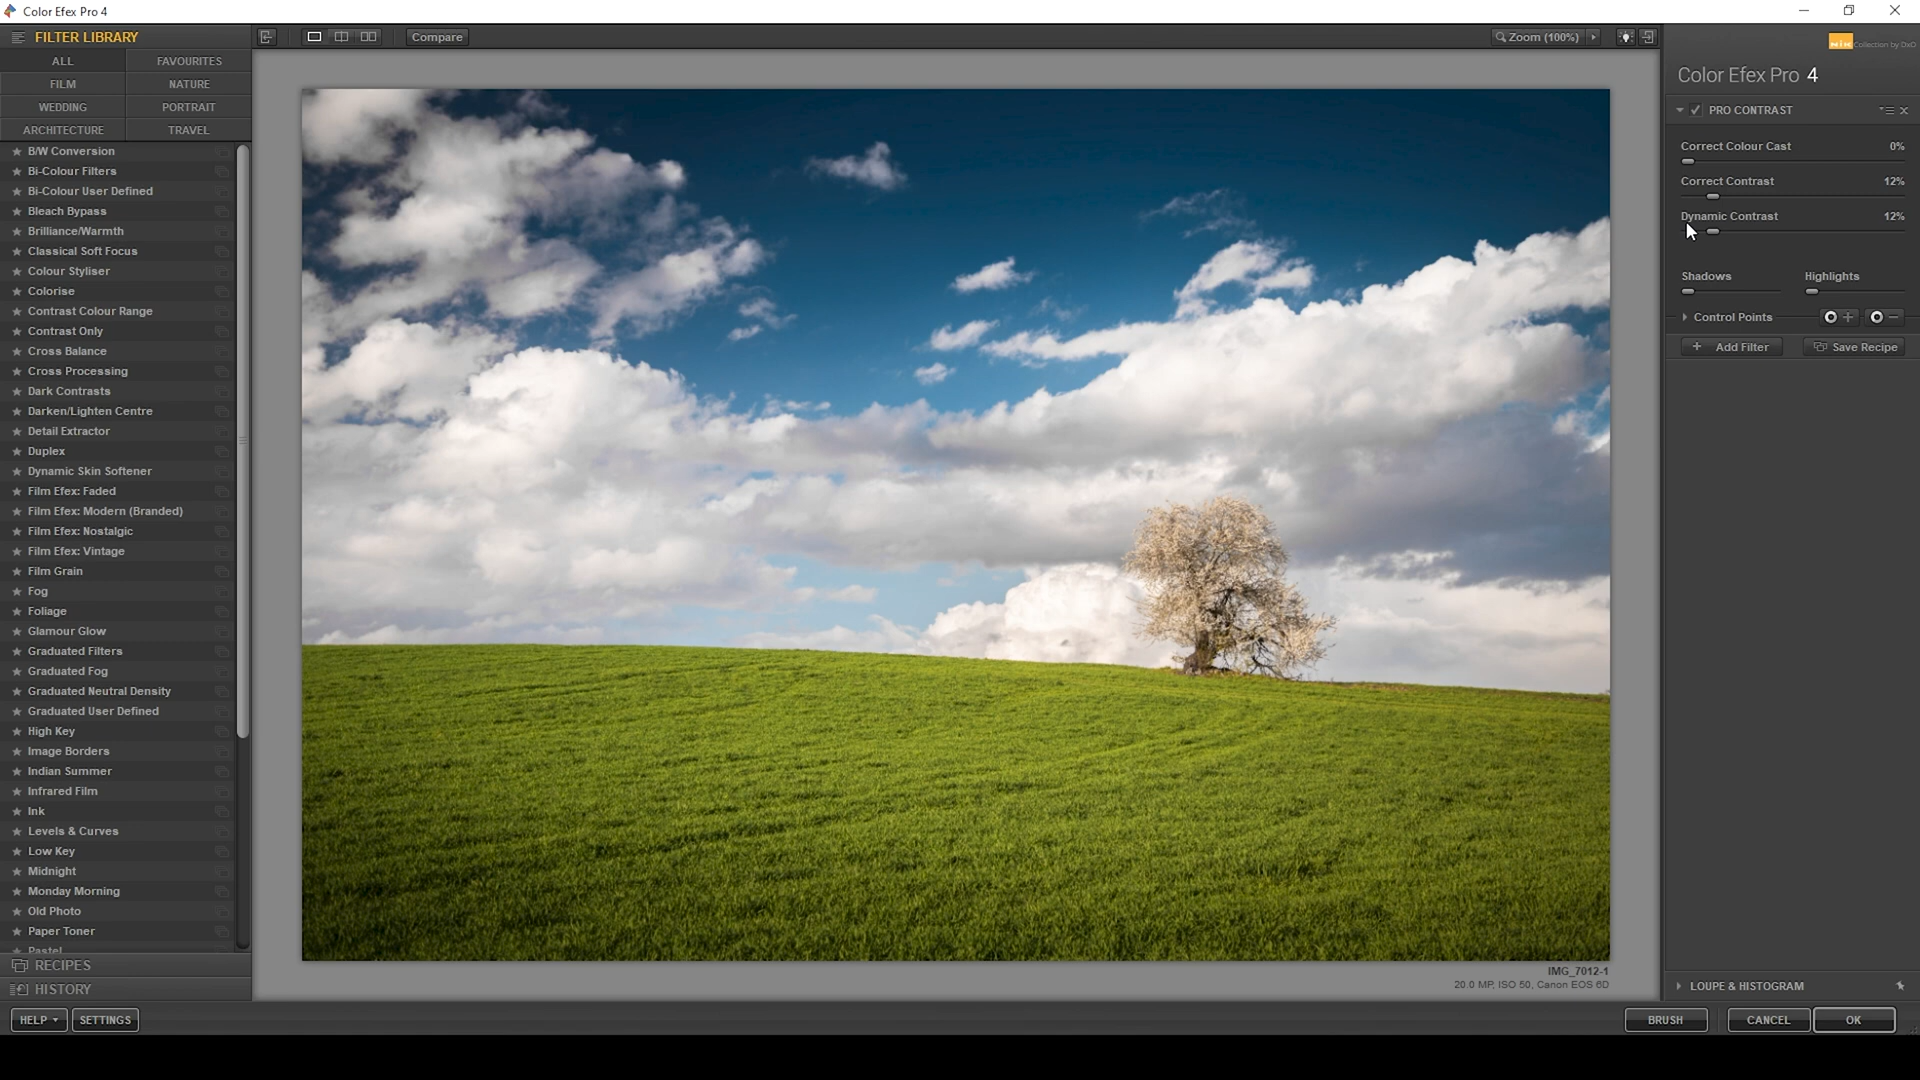 Color Efex Pro 4
FILTER LIBRARY
Compare
Zoom (100%)
Collection by DxO
ALL
FAVOURITES
FILM
NATURE
WEDDING
PORTRAIT
ARCHITECTURE
TRAVEL
B/W Conversion
Bi-Colour Filters
Bi-Colour User Defined
Bleach Bypass
Brilliance/Warmth
Classical Soft Focus
Colour Styliser
Colorise
Contrast Colour Range
Contrast Only
Cross Balance
Cross Processing
Dark Contrasts
Darken/Lighten Centre
Detail Extractor
Duplex
Dynamic Skin Softener
Film Efex: Faded
Film Efex: Modern (Branded)
Film Efex: Nostalgic
Film Efex: Vintage
Film Grain
Fog
Foliage
Glamour Glow
Graduated Filters
Graduated Fog
Graduated Neutral Density
Graduated User Defined
High Key
Image Borders
Indian Summer
Infrared Film
Ink
Levels & Curves
Low Key
Midnight
Monday Morning
Old Photo
Paper Toner
Pastel
RECIPES
HISTORY
HELP
SETTINGS
IMG_7012-1
20.0 MP, ISO 50, Canon EOS 6D
Color Efex Pro 4
PRO CONTRAST
Correct Colour Cast 0%
Correct Contrast 12%
Dynamic Contrast 12%
Shadows Highlights
Control Points
Add Filter
Save Recipe
LOUPE & HISTOGRAM
BRUSH
CANCEL
OK